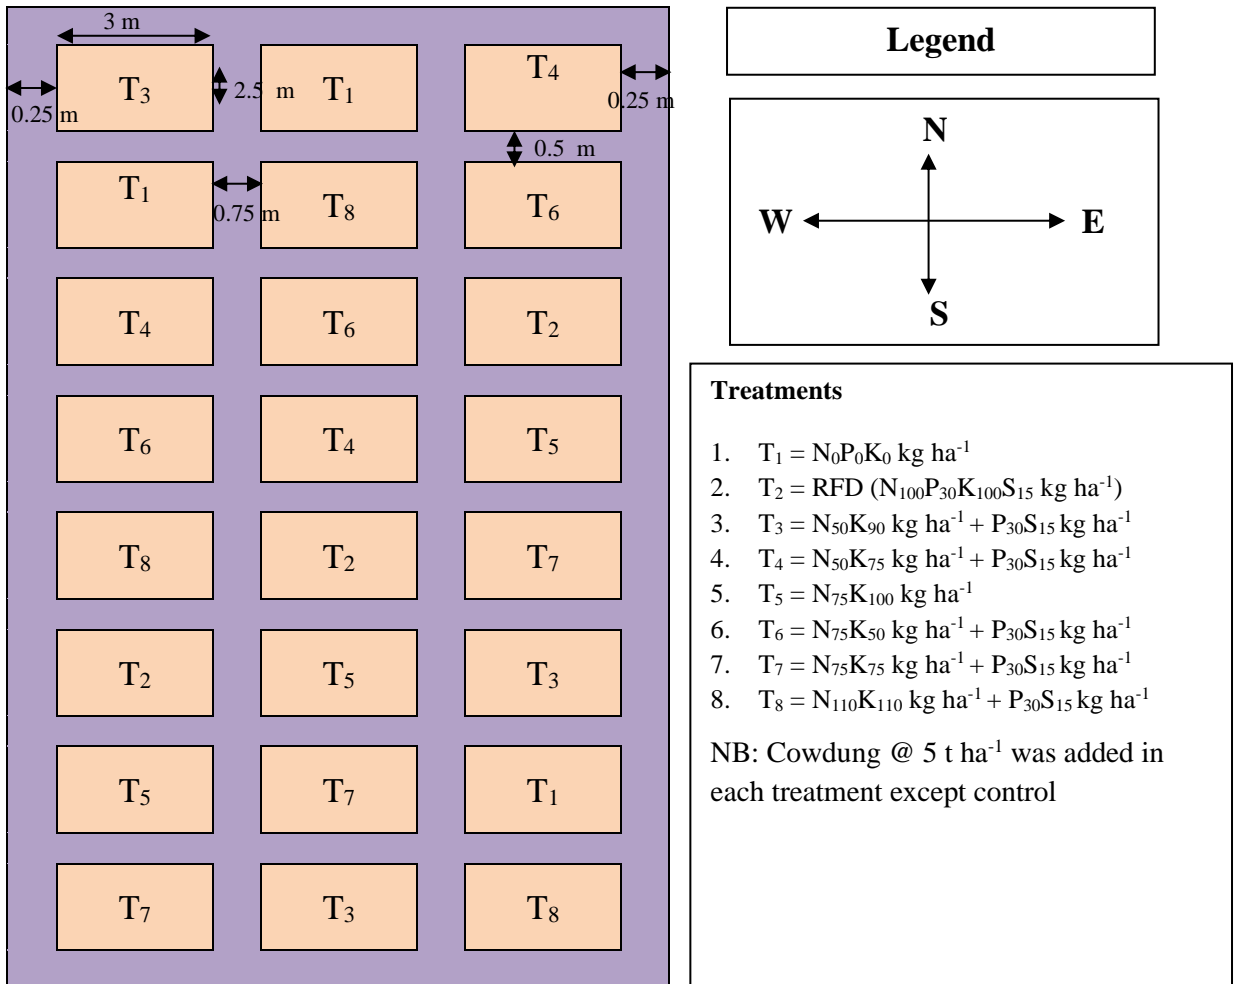 3 m
T₃
T₁
T₄
2.5 m
0.25 m
0.25 m
0.5 m
T₁
T₈
T₆
0.75 m
T₄
T₆
T₂
T₆
T₄
T₅
T₈
T₂
T₇
T₂
T₅
T₃
T₅
T₇
T₁
T₇
T₃
T₈
Legend
N
W
E
S
Treatments
1. T₁ = N₀P₀K₀ kg ha⁻¹
2. T₂ = RFD (N₁₀₀P₃₀K₁₀₀S₁₅ kg ha⁻¹)
3. T₃ = N₅₀K₉₀ kg ha⁻¹ + P₃₀S₁₅ kg ha⁻¹
4. T₄ = N₅₀K₇₅ kg ha⁻¹ + P₃₀S₁₅ kg ha⁻¹
5. T₅ = N₇₅K₁₀₀ kg ha⁻¹
6. T₆ = N₇₅K₅₀ kg ha⁻¹ + P₃₀S₁₅ kg ha⁻¹
7. T₇ = N₇₅K₇₅ kg ha⁻¹ + P₃₀S₁₅ kg ha⁻¹
8. T₈ = N₁₁₀K₁₁₀ kg ha⁻¹ + P₃₀S₁₅ kg ha⁻¹
NB: Cowdung @ 5 t ha⁻¹ was added in
each treatment except control